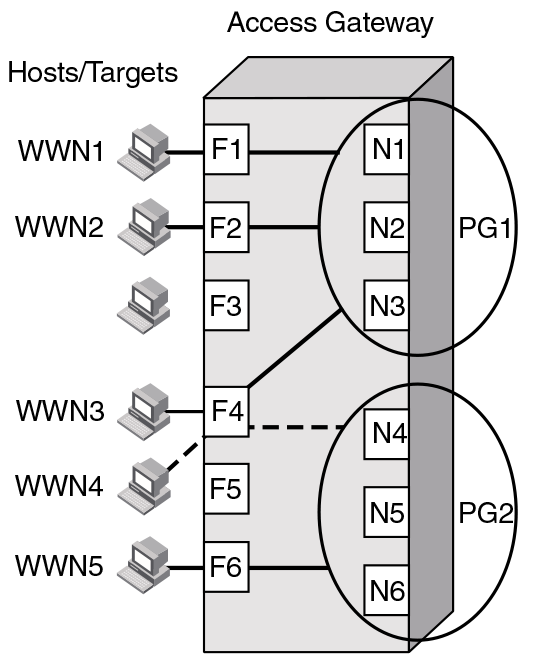 Access Gateway
Hosts/Targets
WWN1
F1
N1
WWN2
F2
N2
PG1
F3
N3
WWN3
F4
N4
WWN4
F5
N5
PG2
WWN5
F6
N6